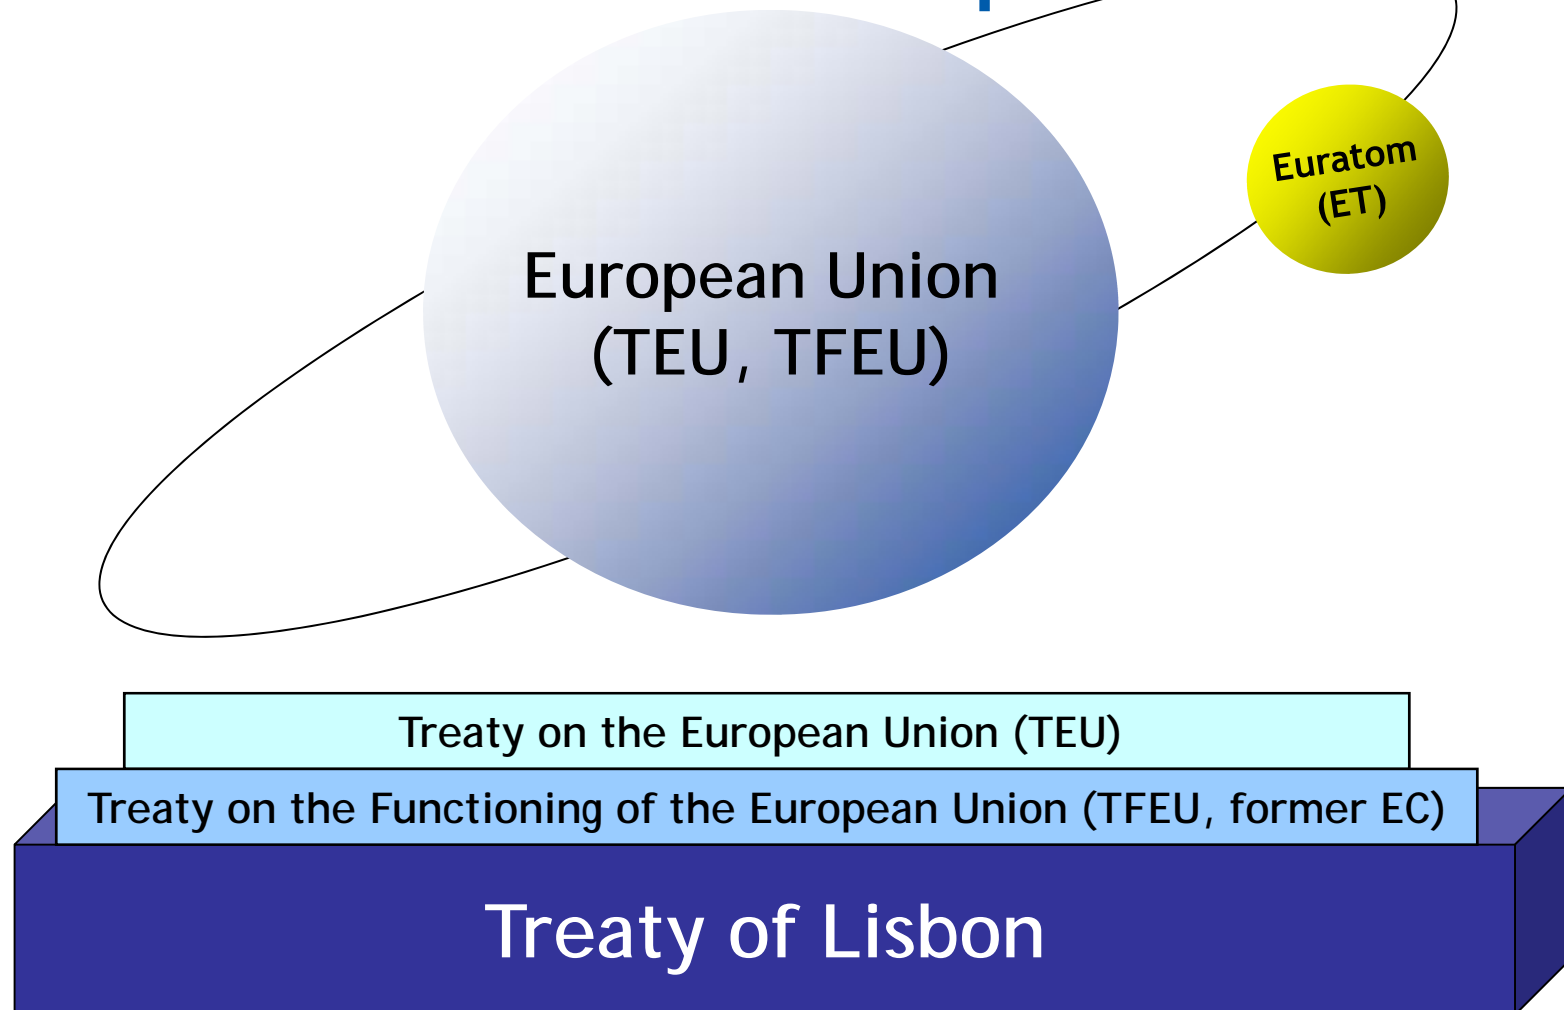 Euratom
(ET)
European Union
(TEU, TFEU)
Treaty on the European Union (TEU)
Treaty on the Functioning of the European Union (TFEU, former EC)
Treaty of Lisbon